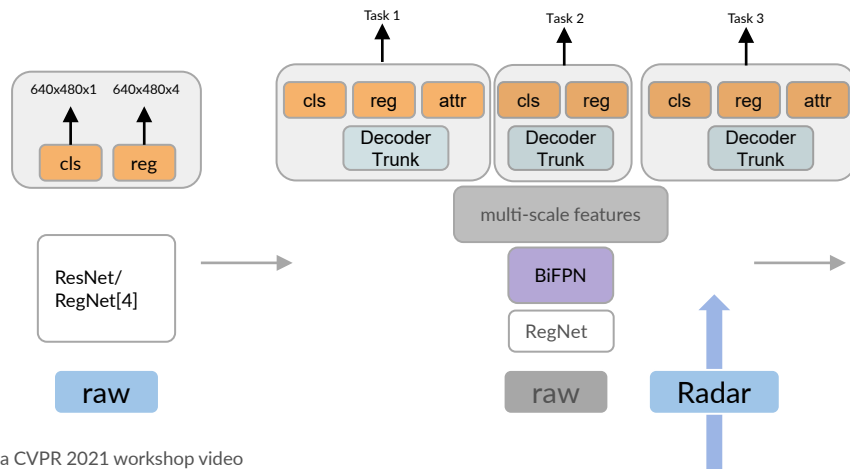 Task 1
Task 2
Task 3
640x480x1 640x480x4
cls reg attr
cls reg
cls reg attr
Decoder
Trunk
Decoder
Trunk
Decoder
Trunk
cls reg
multi-scale features
ResNet/
RegNet[4]
BiFPN
RegNet
raw
raw
Radar
a CVPR 2021 workshop video